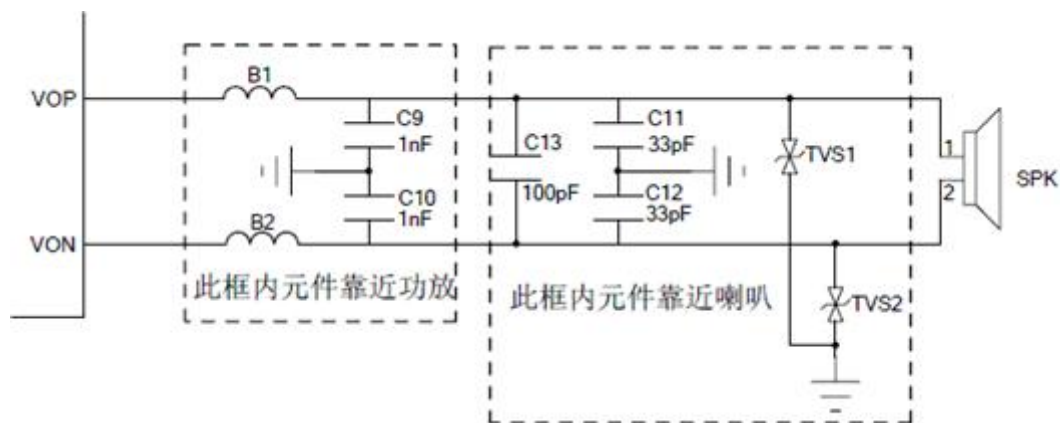 B1
VOP
C9
1nF
C10
1nF
B2
VON
此框内元件靠近功放
C13
100pF
C11
33pF
C12
33pF
TVS1
TVS2
此框内元件靠近喇叭
1
2
SPK